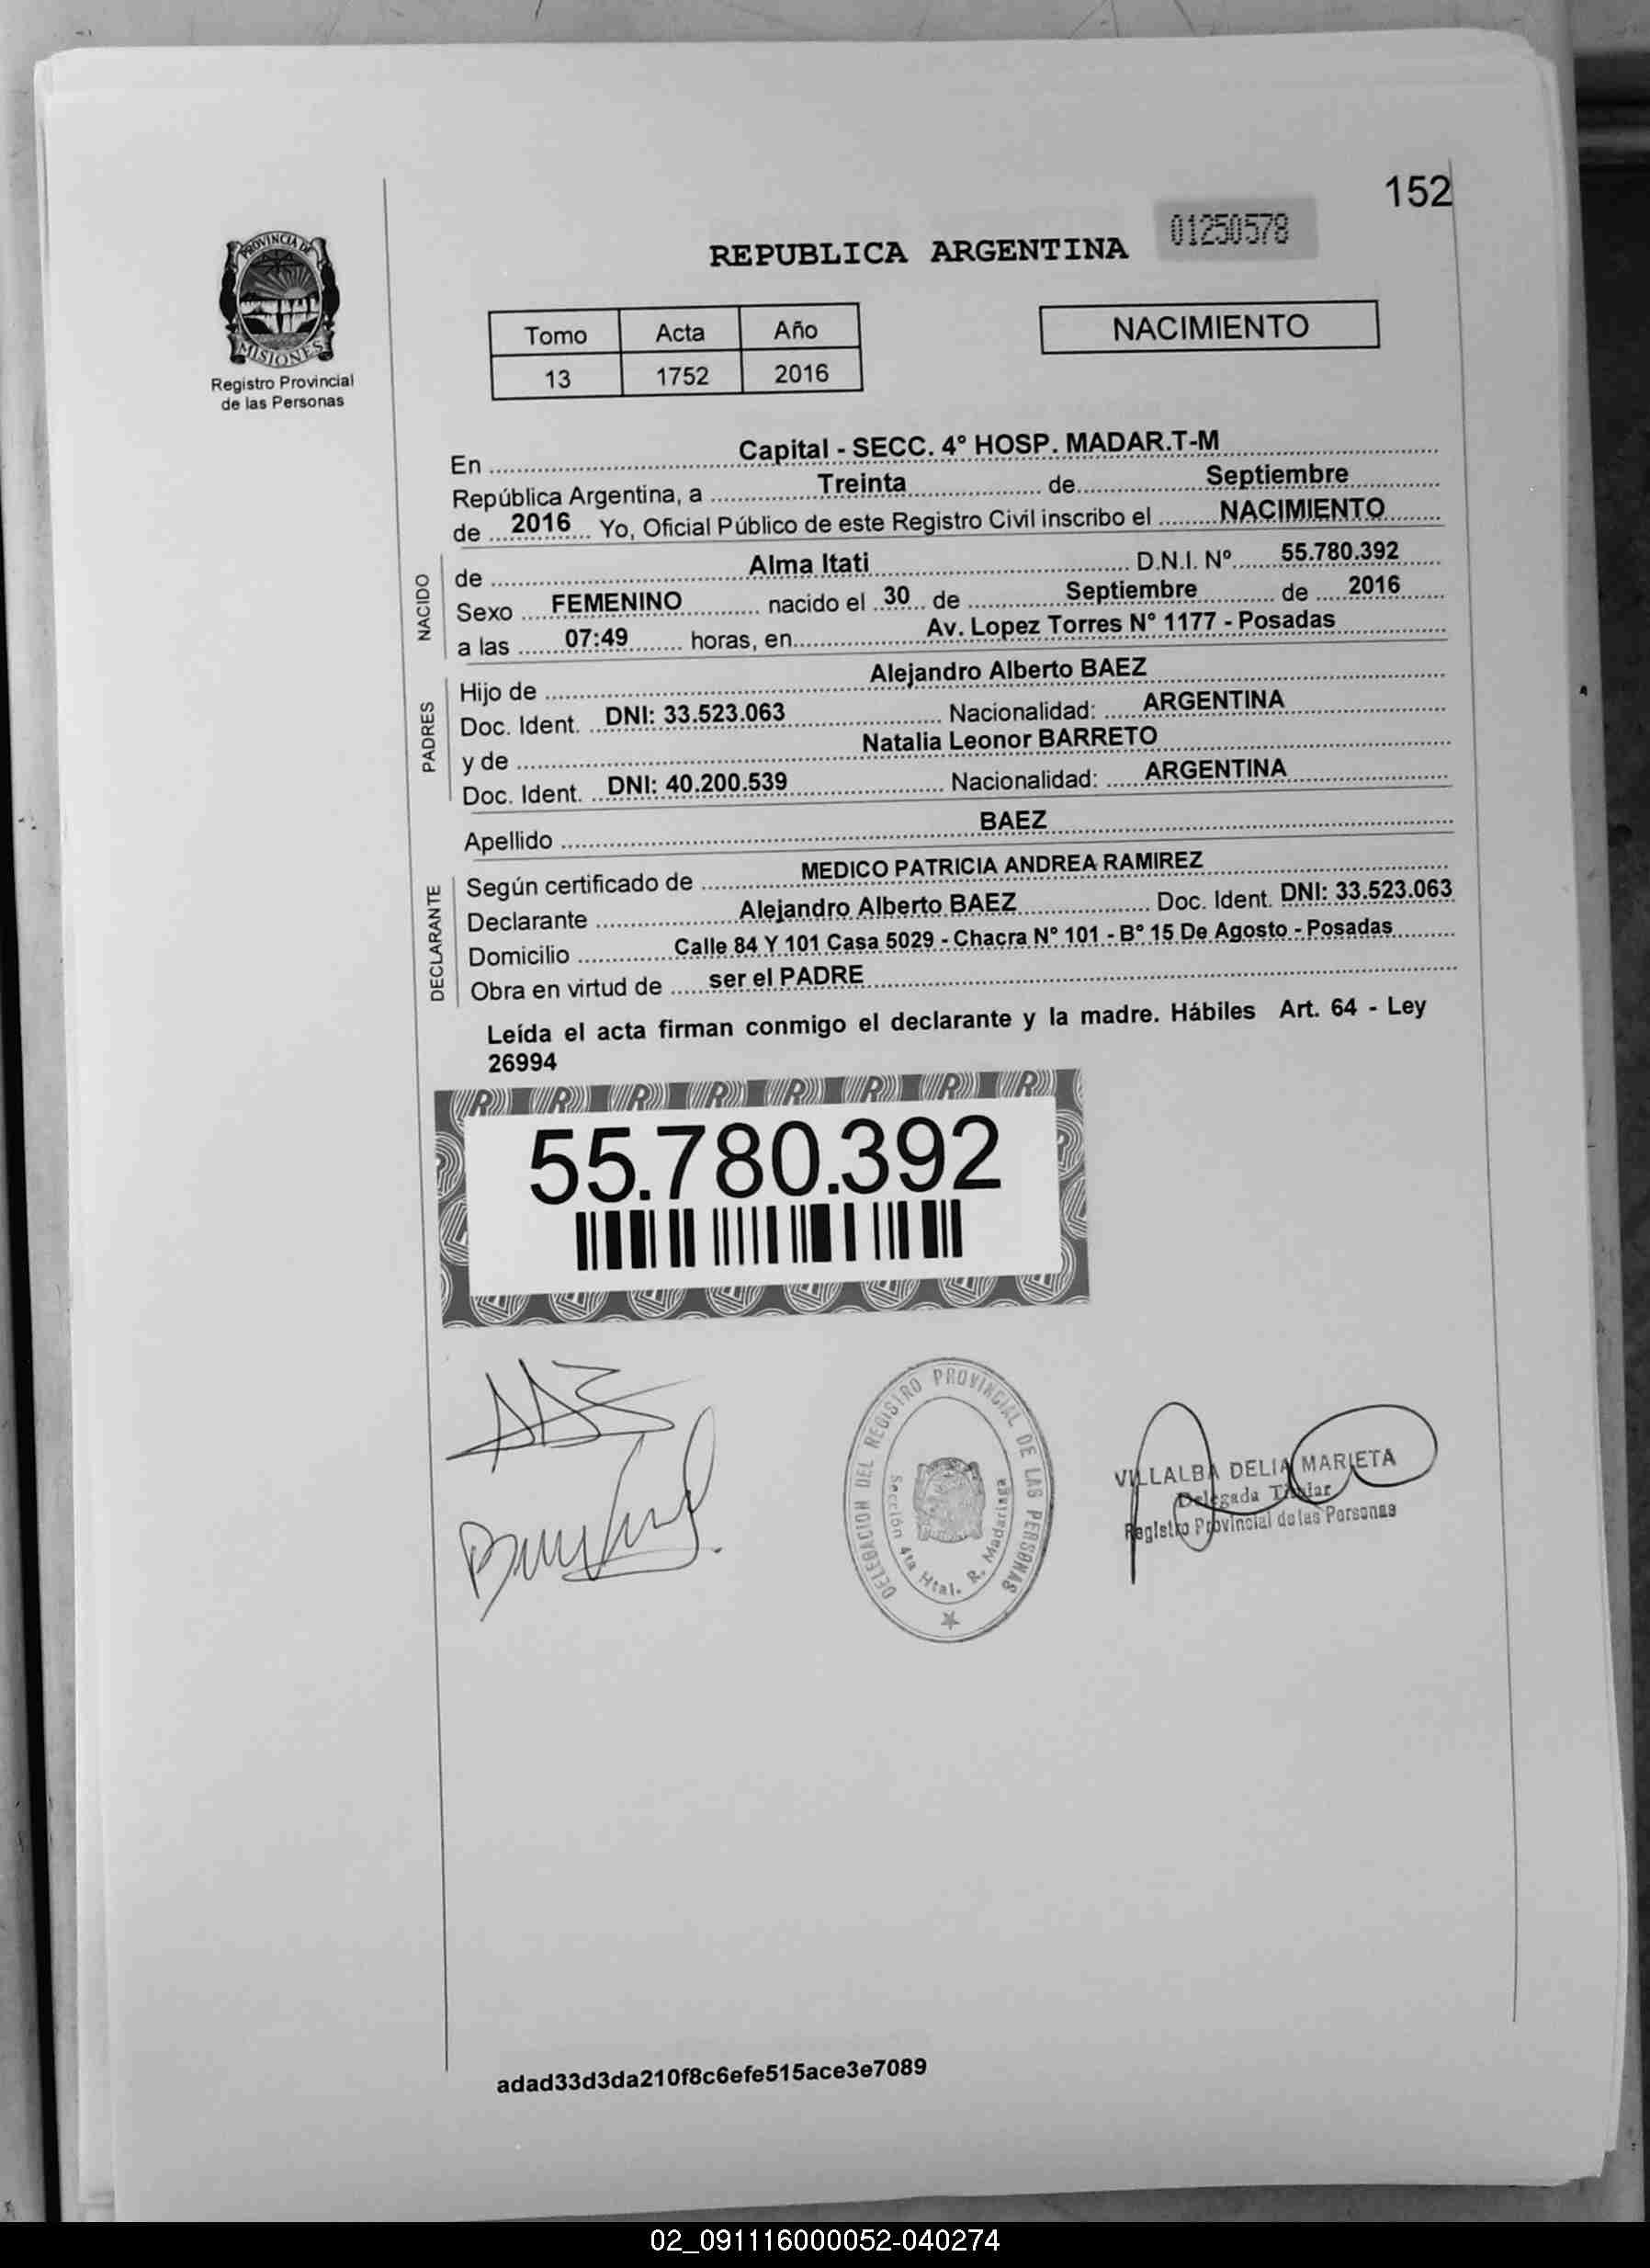 152
01250578
REPUBLICA ARGENTINA
PROVINCIA DE
MISIONES
Registro Provincial
de las Personas
Tomo Acta Año
13 1752 2016
NACIMIENTO
En Capital - SECC. 4° HOSP. MADAR.T-M
República Argentina, a Treinta de Septiembre
de 2016 Yo, Oficial Público de este Registro Civil inscribo el NACIMIENTO
NACIDO
de Alma Itati D.N.I. Nº 55.780.392
Sexo FEMENINO nacido el 30 de Septiembre de 2016
a las 07:49 horas, en Av. Lopez Torres N° 1177 - Posadas
PADRES
Hijo de Alejandro Alberto BAEZ
Doc. Ident. DNI: 33.523.063 Nacionalidad: ARGENTINA
y de Natalia Leonor BARRETO
Doc. Ident. DNI: 40.200.539 Nacionalidad: ARGENTINA
Apellido BAEZ
DECLARANTE
Según certificado de MEDICO PATRICIA ANDREA RAMIREZ
Declarante Alejandro Alberto BAEZ Doc. Ident. DNI: 33.523.063
Domicilio Calle 84 Y 101 Casa 5029 - Chacra N° 101 - B° 15 De Agosto - Posadas
Obra en virtud de ser el PADRE
Leída el acta firman conmigo el declarante y la madre. Hábiles Art. 64 - Ley
26994
55.780.392
DELEGACION DEL REGISTRO PROVINCIAL DE LAS PERSONAS
Sección 4ta Htal. R. Madariaga
VILLALBA DELIA MARIETA
Delegada Titular
Registro Provincial de las Personas
adad33d3da210f8c6efe515ace3e7089
02_091116000052-040274